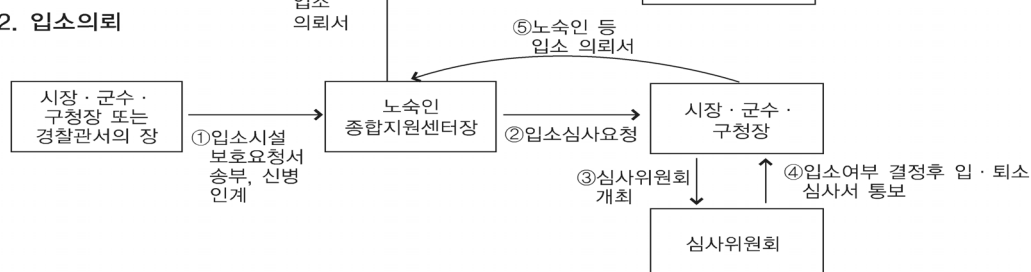 입소
의뢰서
2. 입소의뢰
⑤노숙인 등
입소 의뢰서
시장 · 군수 ·
구청장 또는
경찰관서의 장
①입소시설
보호요청서
송부, 신병
인계
노숙인
종합지원센터장
②입소심사요청
시장 · 군수 ·
구청장
③심사위원회
개최
④입소여부 결정후 입 · 퇴소
심사서 통보
심사위원회